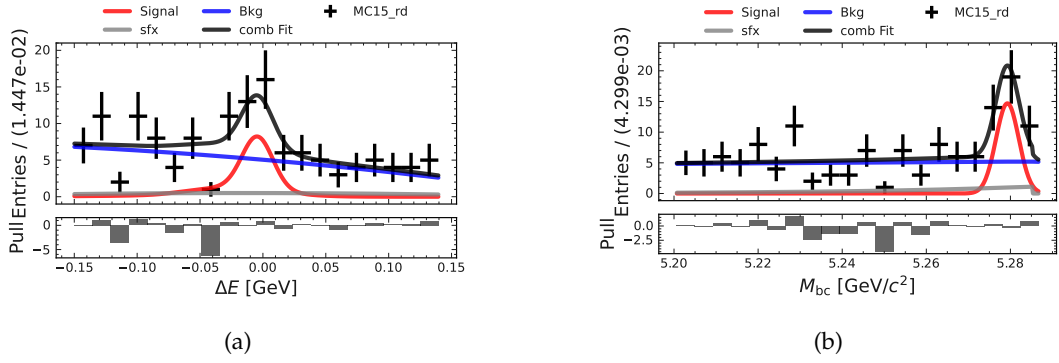 Signal Bkg MC15_rd
sfx comb Fit
Entries / (1.447e-02)
20
15
10
5
0
Pull
0
−5
−0.15 −0.10 −0.05 0.00 0.05 0.10 0.15
ΔE [GeV]
(a)
Signal Bkg MC15_rd
sfx comb Fit
Entries / (4.299e-03)
20
15
10
5
0
Pull
0.0
−2.5
5.20 5.22 5.24 5.26 5.28
M_bc [GeV/c²]
(b)